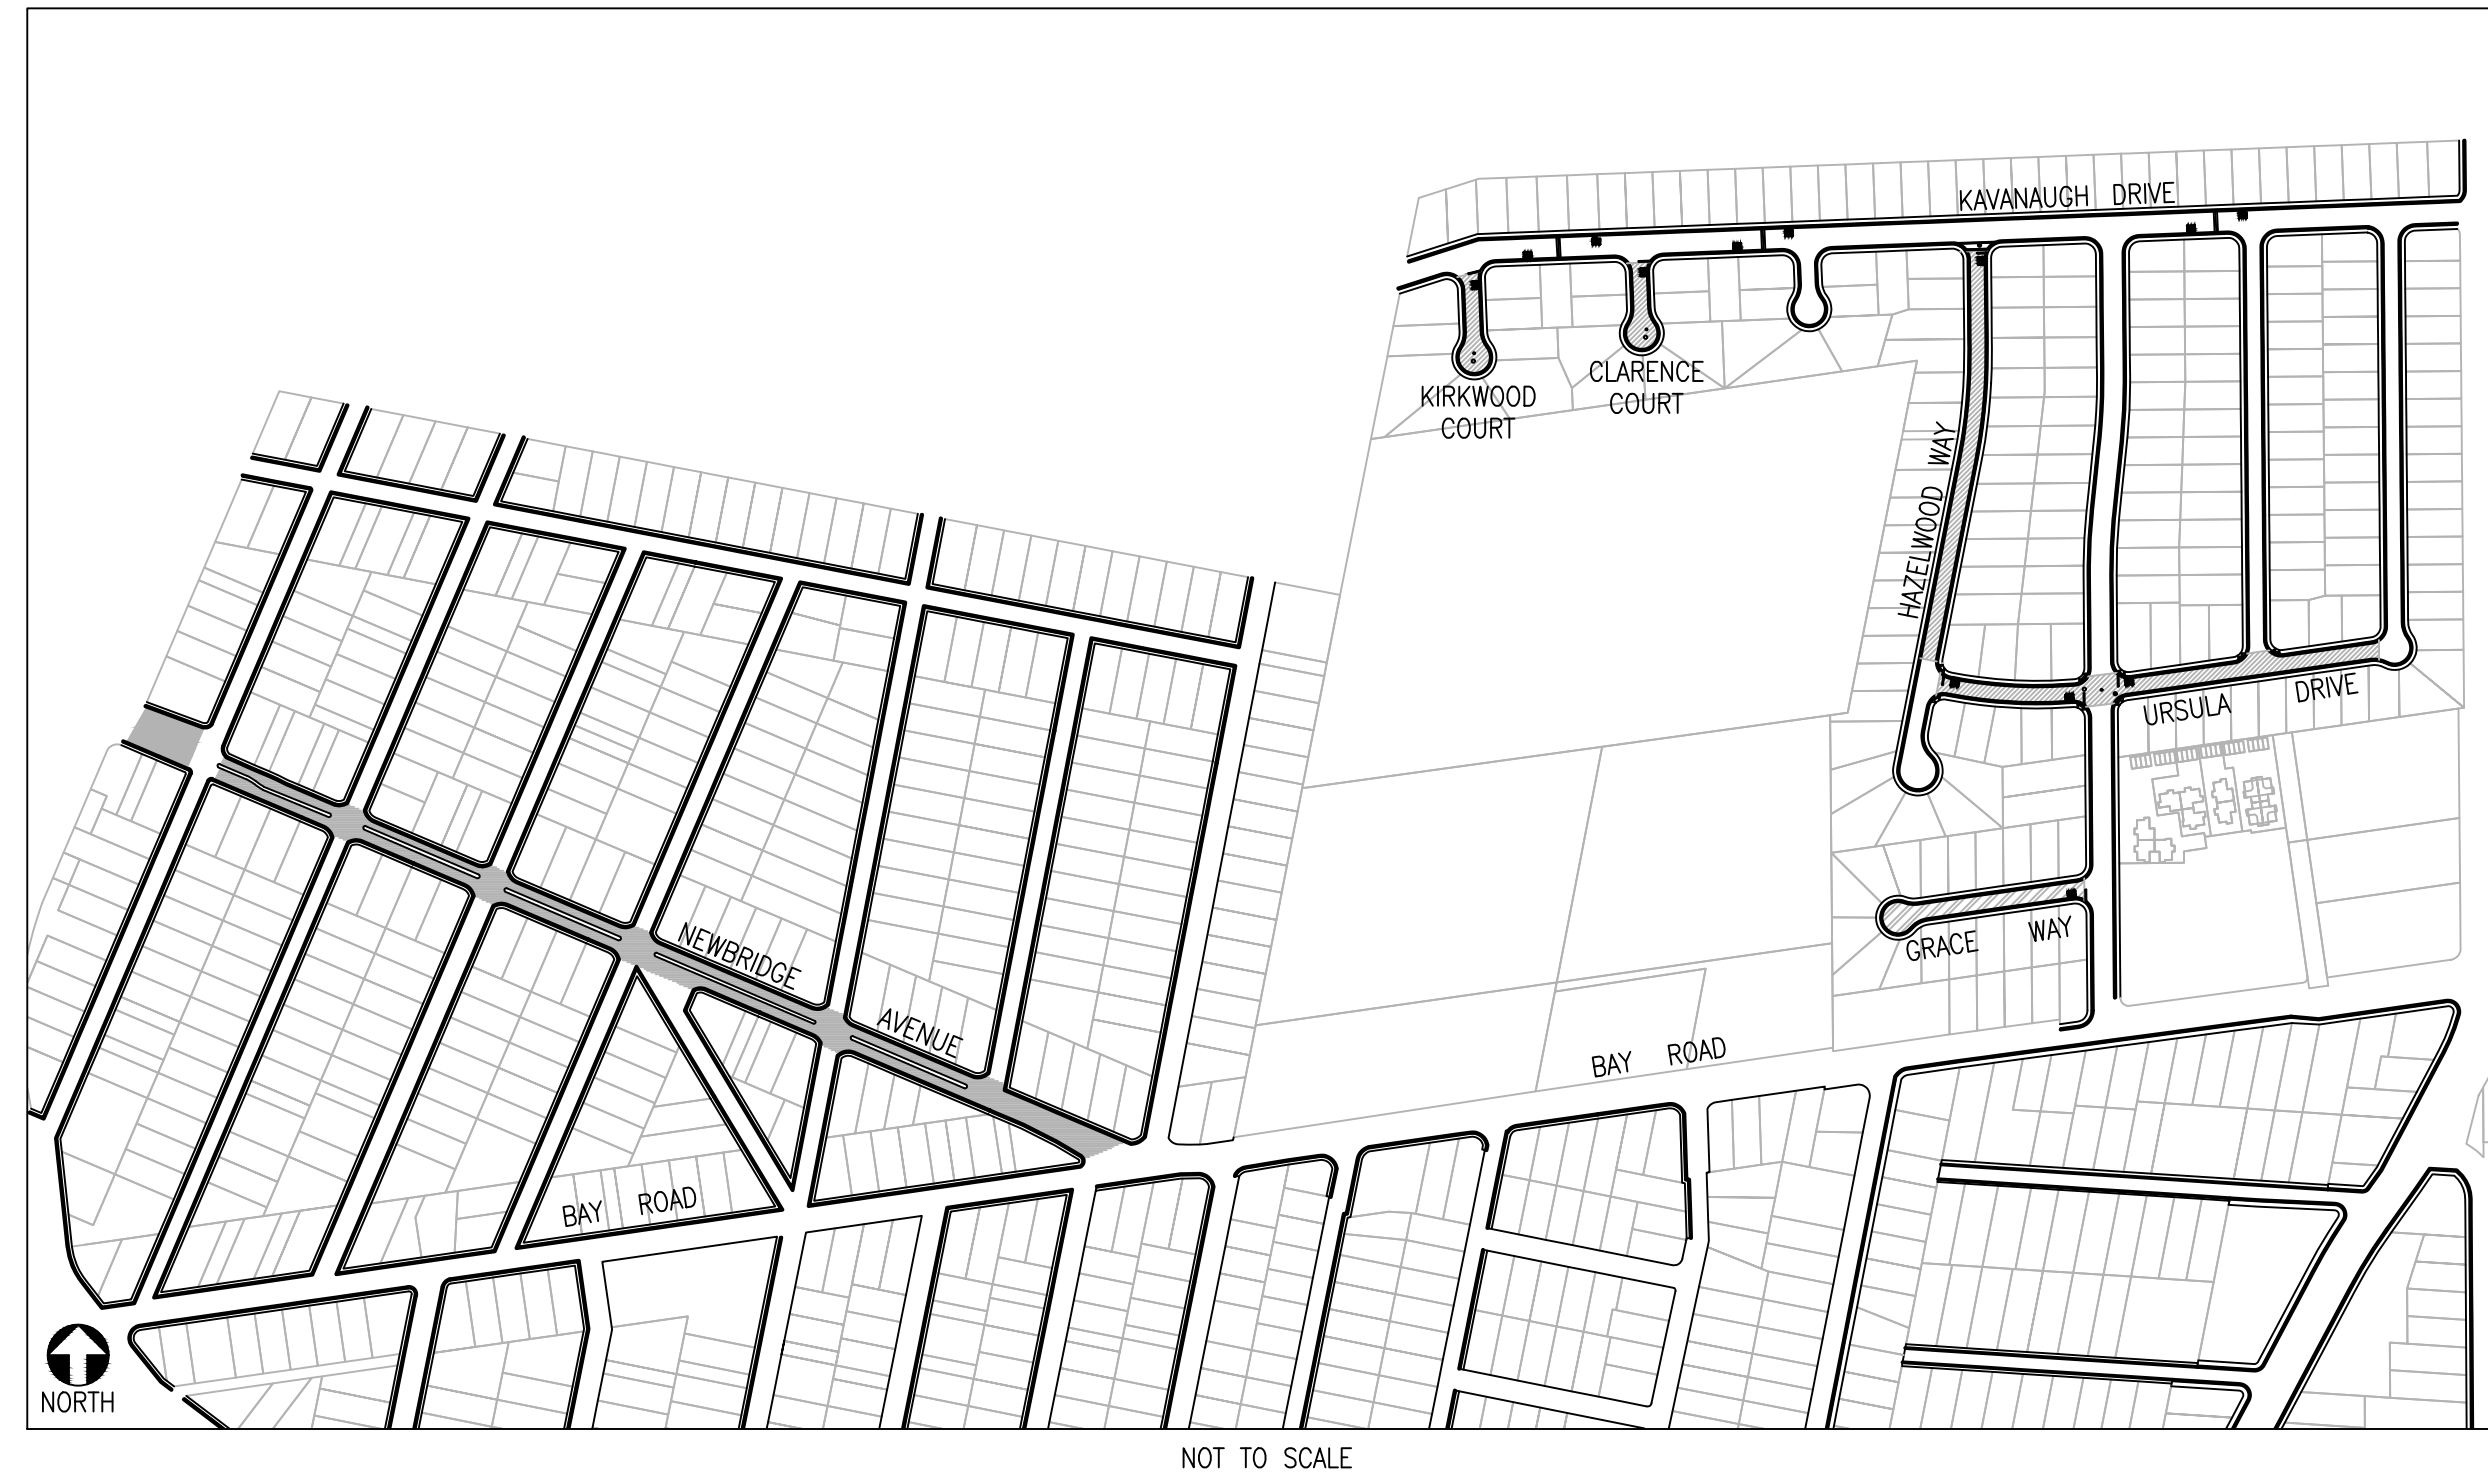 KAVANAUGH DRIVE
KIRKWOOD
COURT
CLARENCE
COURT
HAZELWOOD WAY
URSULA DRIVE
GRACE WAY
NEWBRIDGE
AVENUE
BAY ROAD
BAY ROAD
NORTH
NOT TO SCALE